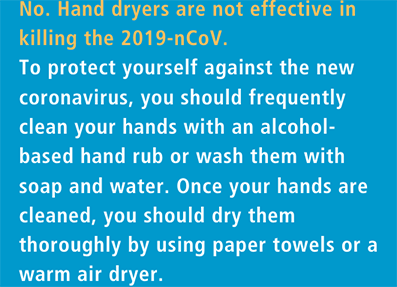 No. Hand dryers are not effective in
killing the 2019-nCoV.
To protect yourself against the new
coronavirus, you should frequently
clean your hands with an alcohol-
based hand rub or wash them with
soap and water. Once your hands are
cleaned, you should dry them
thoroughly by using paper towels or a
warm air dryer.